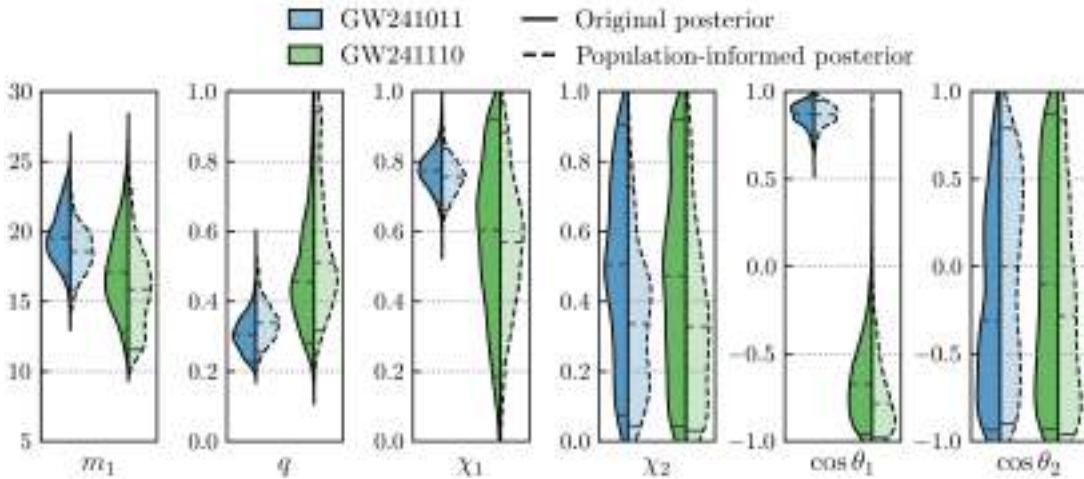 GW241011 Original posterior
GW241110 Population-informed posterior
30 1.0 1.0 1.0 1.0 1.0
25 0.8 0.8 0.8 0.5 0.5
20 0.6 0.6 0.6 0.0 0.0
15 0.4 0.4 0.4 −0.5 −0.5
10 0.2 0.2 0.2
5 0.0 0.0 0.0 −1.0 −1.0
m₁ q χ₁ χ₂ cos θ₁ cos θ₂